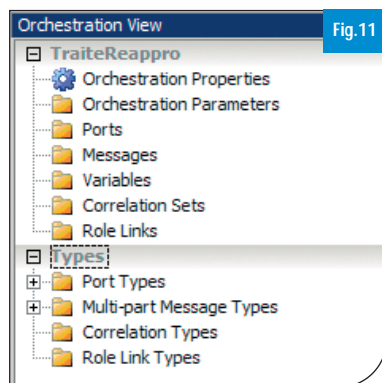 Orchestration View
Fig.11
TraiteReappro
Orchestration Properties
Orchestration Parameters
Ports
Messages
Variables
Correlation Sets
Role Links
Types
Port Types
Multi-part Message Types
Correlation Types
Role Link Types